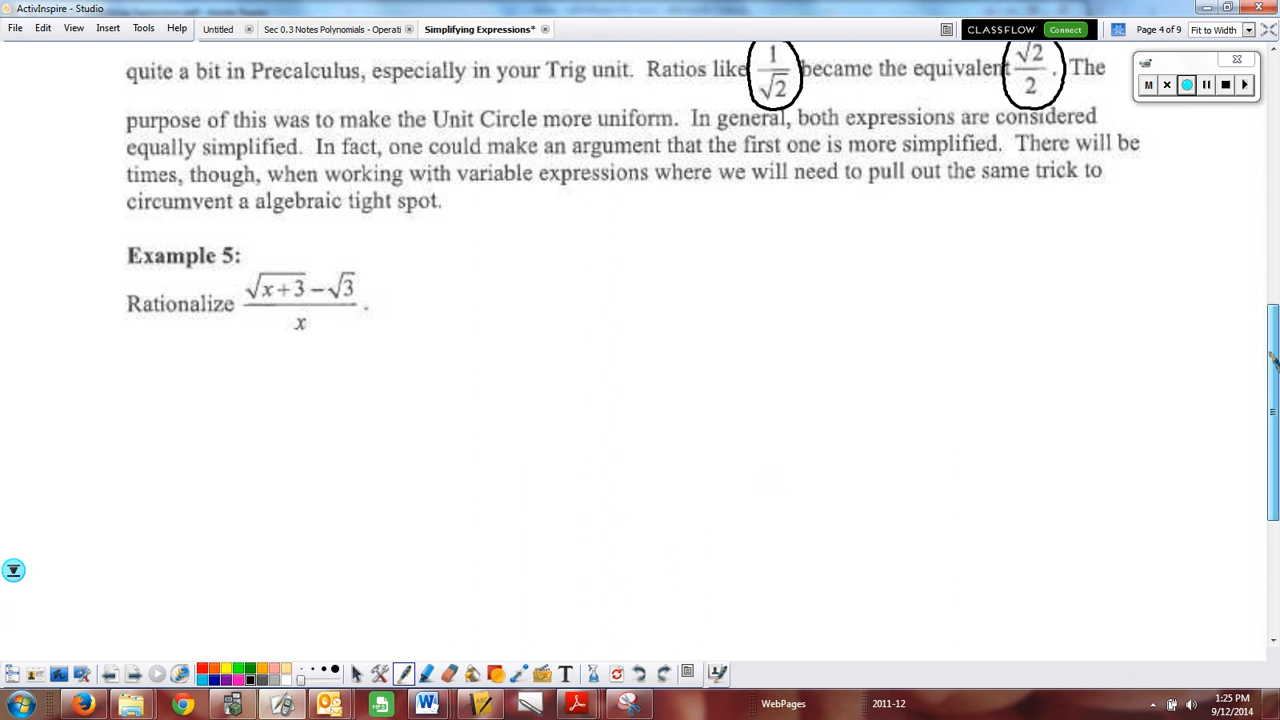 ActivInspire - Studio
File Edit View Insert Tools Help
Untitled
Sec 0.3 Notes Polynomials - Operati
Simplifying Expressions*
CLASSFLOW Connect
Page 4 of 9
Fit to Width
quite a bit in Precalculus, especially in your Trig unit. Ratios like 1/√2 became the equivalent √2/2. The
purpose of this was to make the Unit Circle more uniform. In general, both expressions are considered
equally simplified. In fact, one could make an argument that the first one is more simplified. There will be
times, though, when working with variable expressions where we will need to pull out the same trick to
circumvent a algebraic tight spot.
Example 5:
Rationalize (√(x+3) − √3)/x .
WebPages
2011-12
1:25 PM
9/12/2014